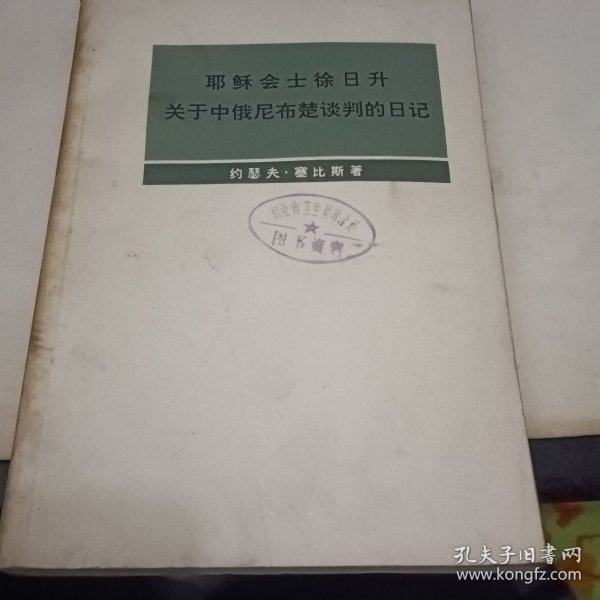 耶稣会士徐日升
关于中俄尼布楚谈判的日记
约瑟夫·塞比斯著
图书资料
孔夫子旧书网
www.kongfz.com